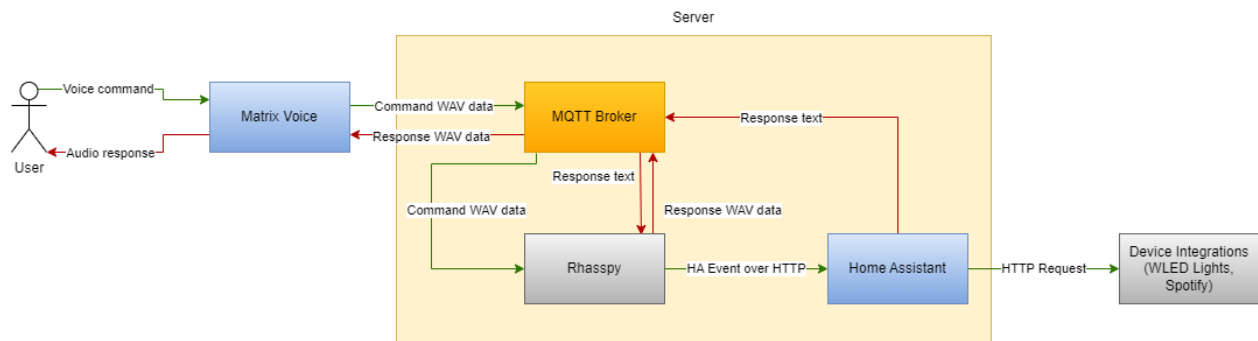 Server
Voice command
Matrix Voice
Command WAV data
MQTT Broker
Response text
Response WAV data
Audio response
User
Response text
Command WAV data
Response WAV data
Rhasspy
HA Event over HTTP
Home Assistant
HTTP Request
Device Integrations
(WLED Lights,
Spotify)